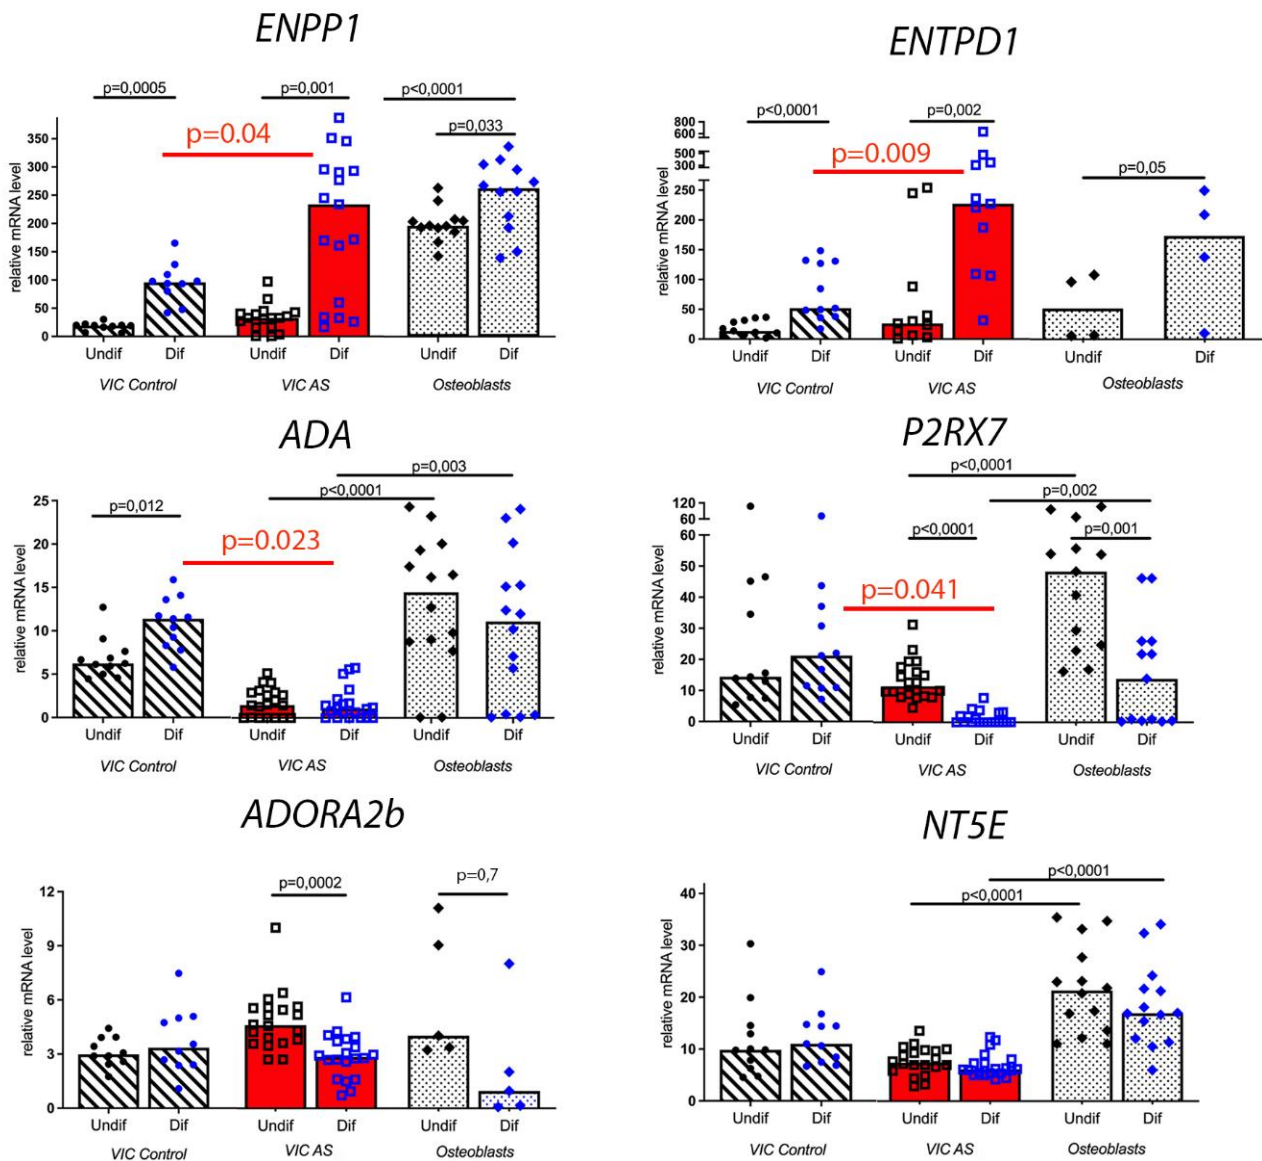 ENPP1
p=0,0005
p=0,001
p<0,0001
p=0,033
p=0.04
relative mRNA level
350
300
250
200
150
100
50
0
Undif
Dif
Undif
Dif
Undif
Dif
VIC Control
VIC AS
Osteoblasts
ENTPD1
p<0,0001
p=0,002
p=0,05
p=0.009
relative mRNA level
800
600
500
300
250
200
150
100
50
0
Undif
Dif
Undif
Dif
Undif
Dif
VIC Control
VIC AS
Osteoblasts
ADA
p=0,003
p<0,0001
p=0,012
p=0.023
relative mRNA level
25
20
15
10
5
0
Undif
Dif
Undif
Dif
Undif
Dif
VIC Control
VIC AS
Osteoblasts
P2RX7
p<0,0001
p=0,002
p<0,0001
p=0,001
p=0.041
relative mRNA level
120
60
60
50
40
30
20
10
0
Undif
Dif
Undif
Dif
Undif
Dif
VIC Control
VIC AS
Osteoblasts
ADORA2b
p=0,0002
p=0,7
relative mRNA level
12
9
6
3
0
Undif
Dif
Undif
Dif
Undif
Dif
VIC Control
VIC AS
Osteoblasts
NT5E
p<0,0001
p<0,0001
relative mRNA level
40
30
20
10
0
Undif
Dif
Undif
Dif
Undif
Dif
VIC Control
VIC AS
Osteoblasts